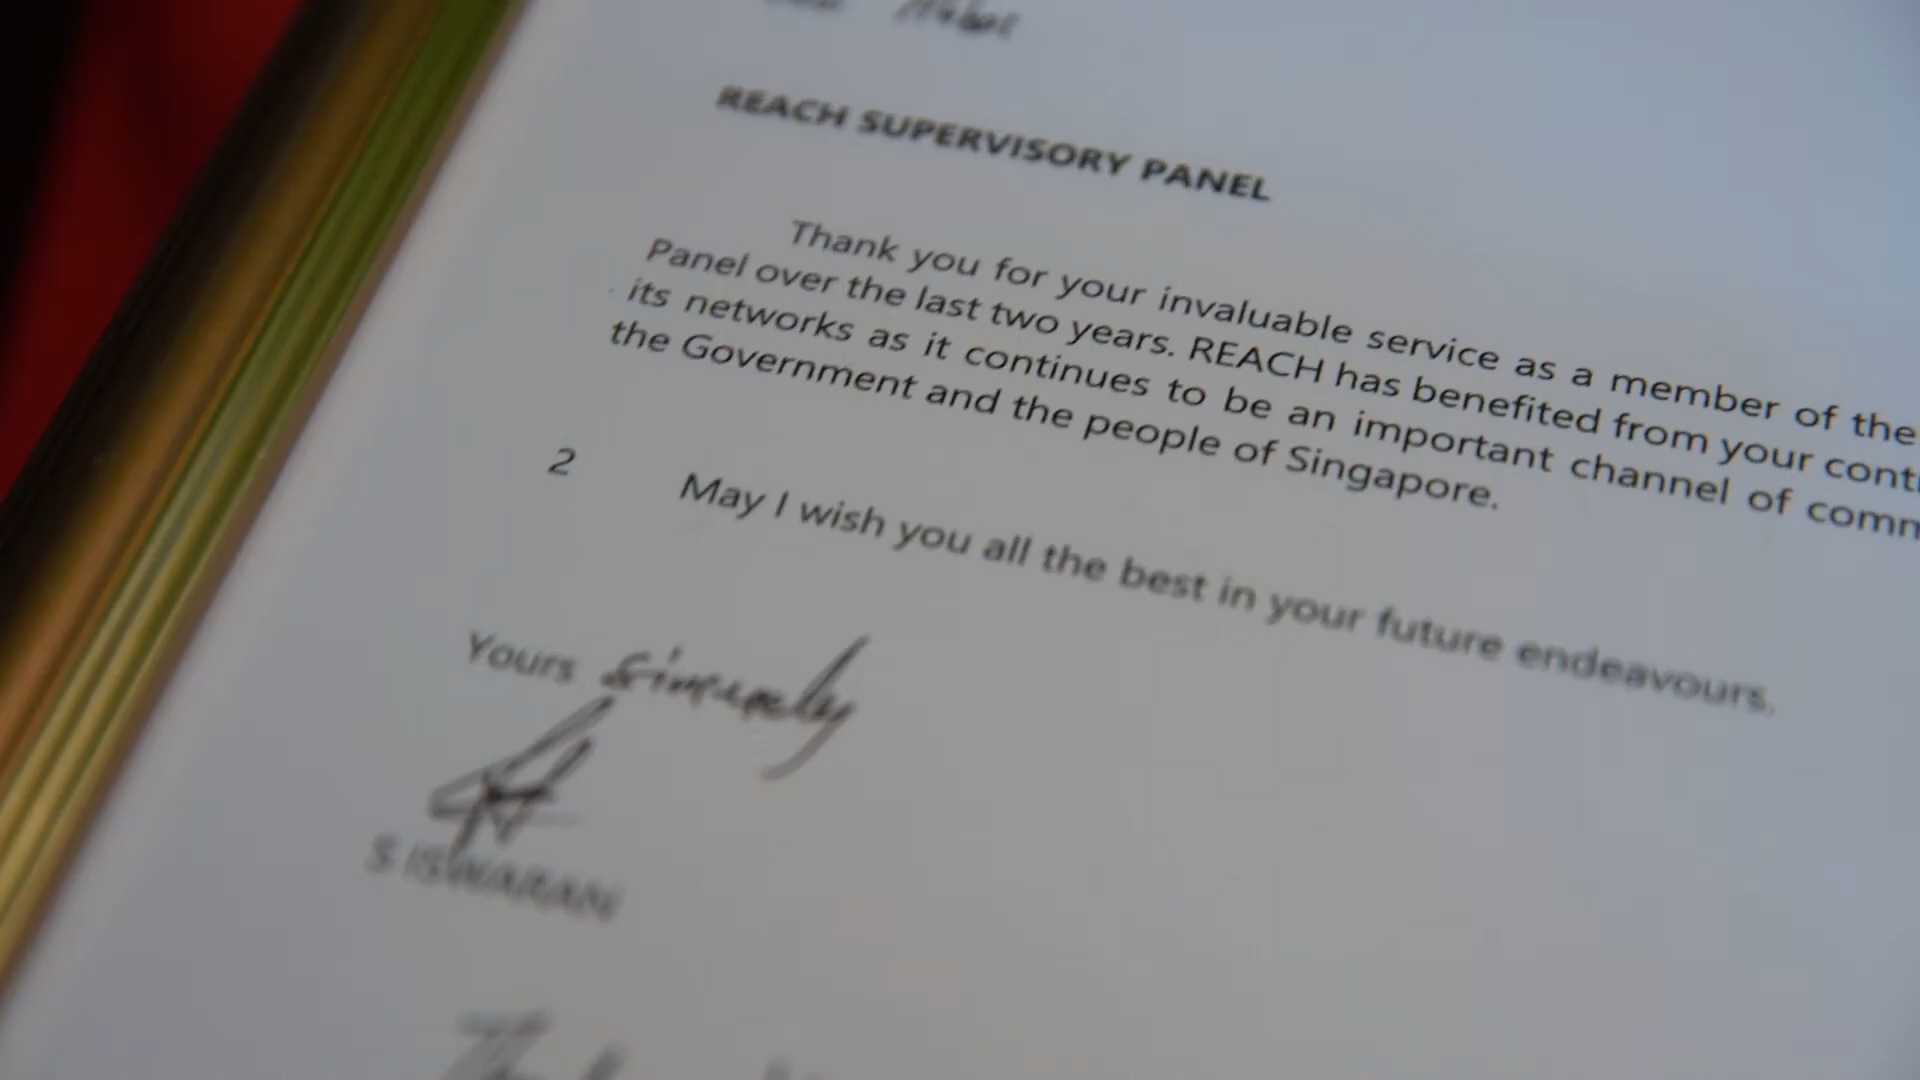 REACH SUPERVISORY PANEL
Thank you for your invaluable service as a member of the
Panel over the last two years. REACH has benefited from your cont
its networks as it continues to be an important channel of comm
the Government and the people of Singapore.
2 May I wish you all the best in your future endeavours.
Yours sincerely
S ISWARAN